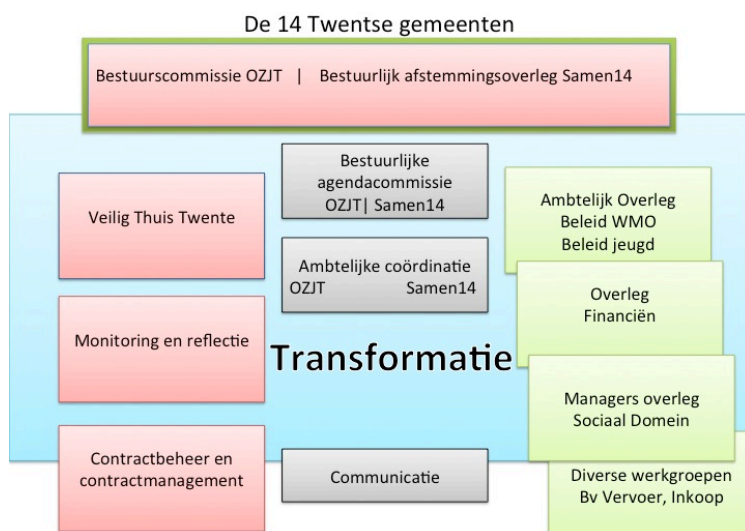 De 14 Twentse gemeenten
Bestuurscommissie OZJT | Bestuurlijk afstemmingsoverleg Samen14
Bestuurlijke
agendacommissie
OZJT| Samen14
Veilig Thuis Twente
Ambtelijk Overleg
Beleid WMO
Beleid jeugd
Ambtelijke coördinatie
OZJT Samen14
Overleg
Financiën
Monitoring en reflectie
Transformatie
Managers overleg
Sociaal Domein
Contractbeheer en
contractmanagement
Communicatie
Diverse werkgroepen
Bv Vervoer, Inkoop